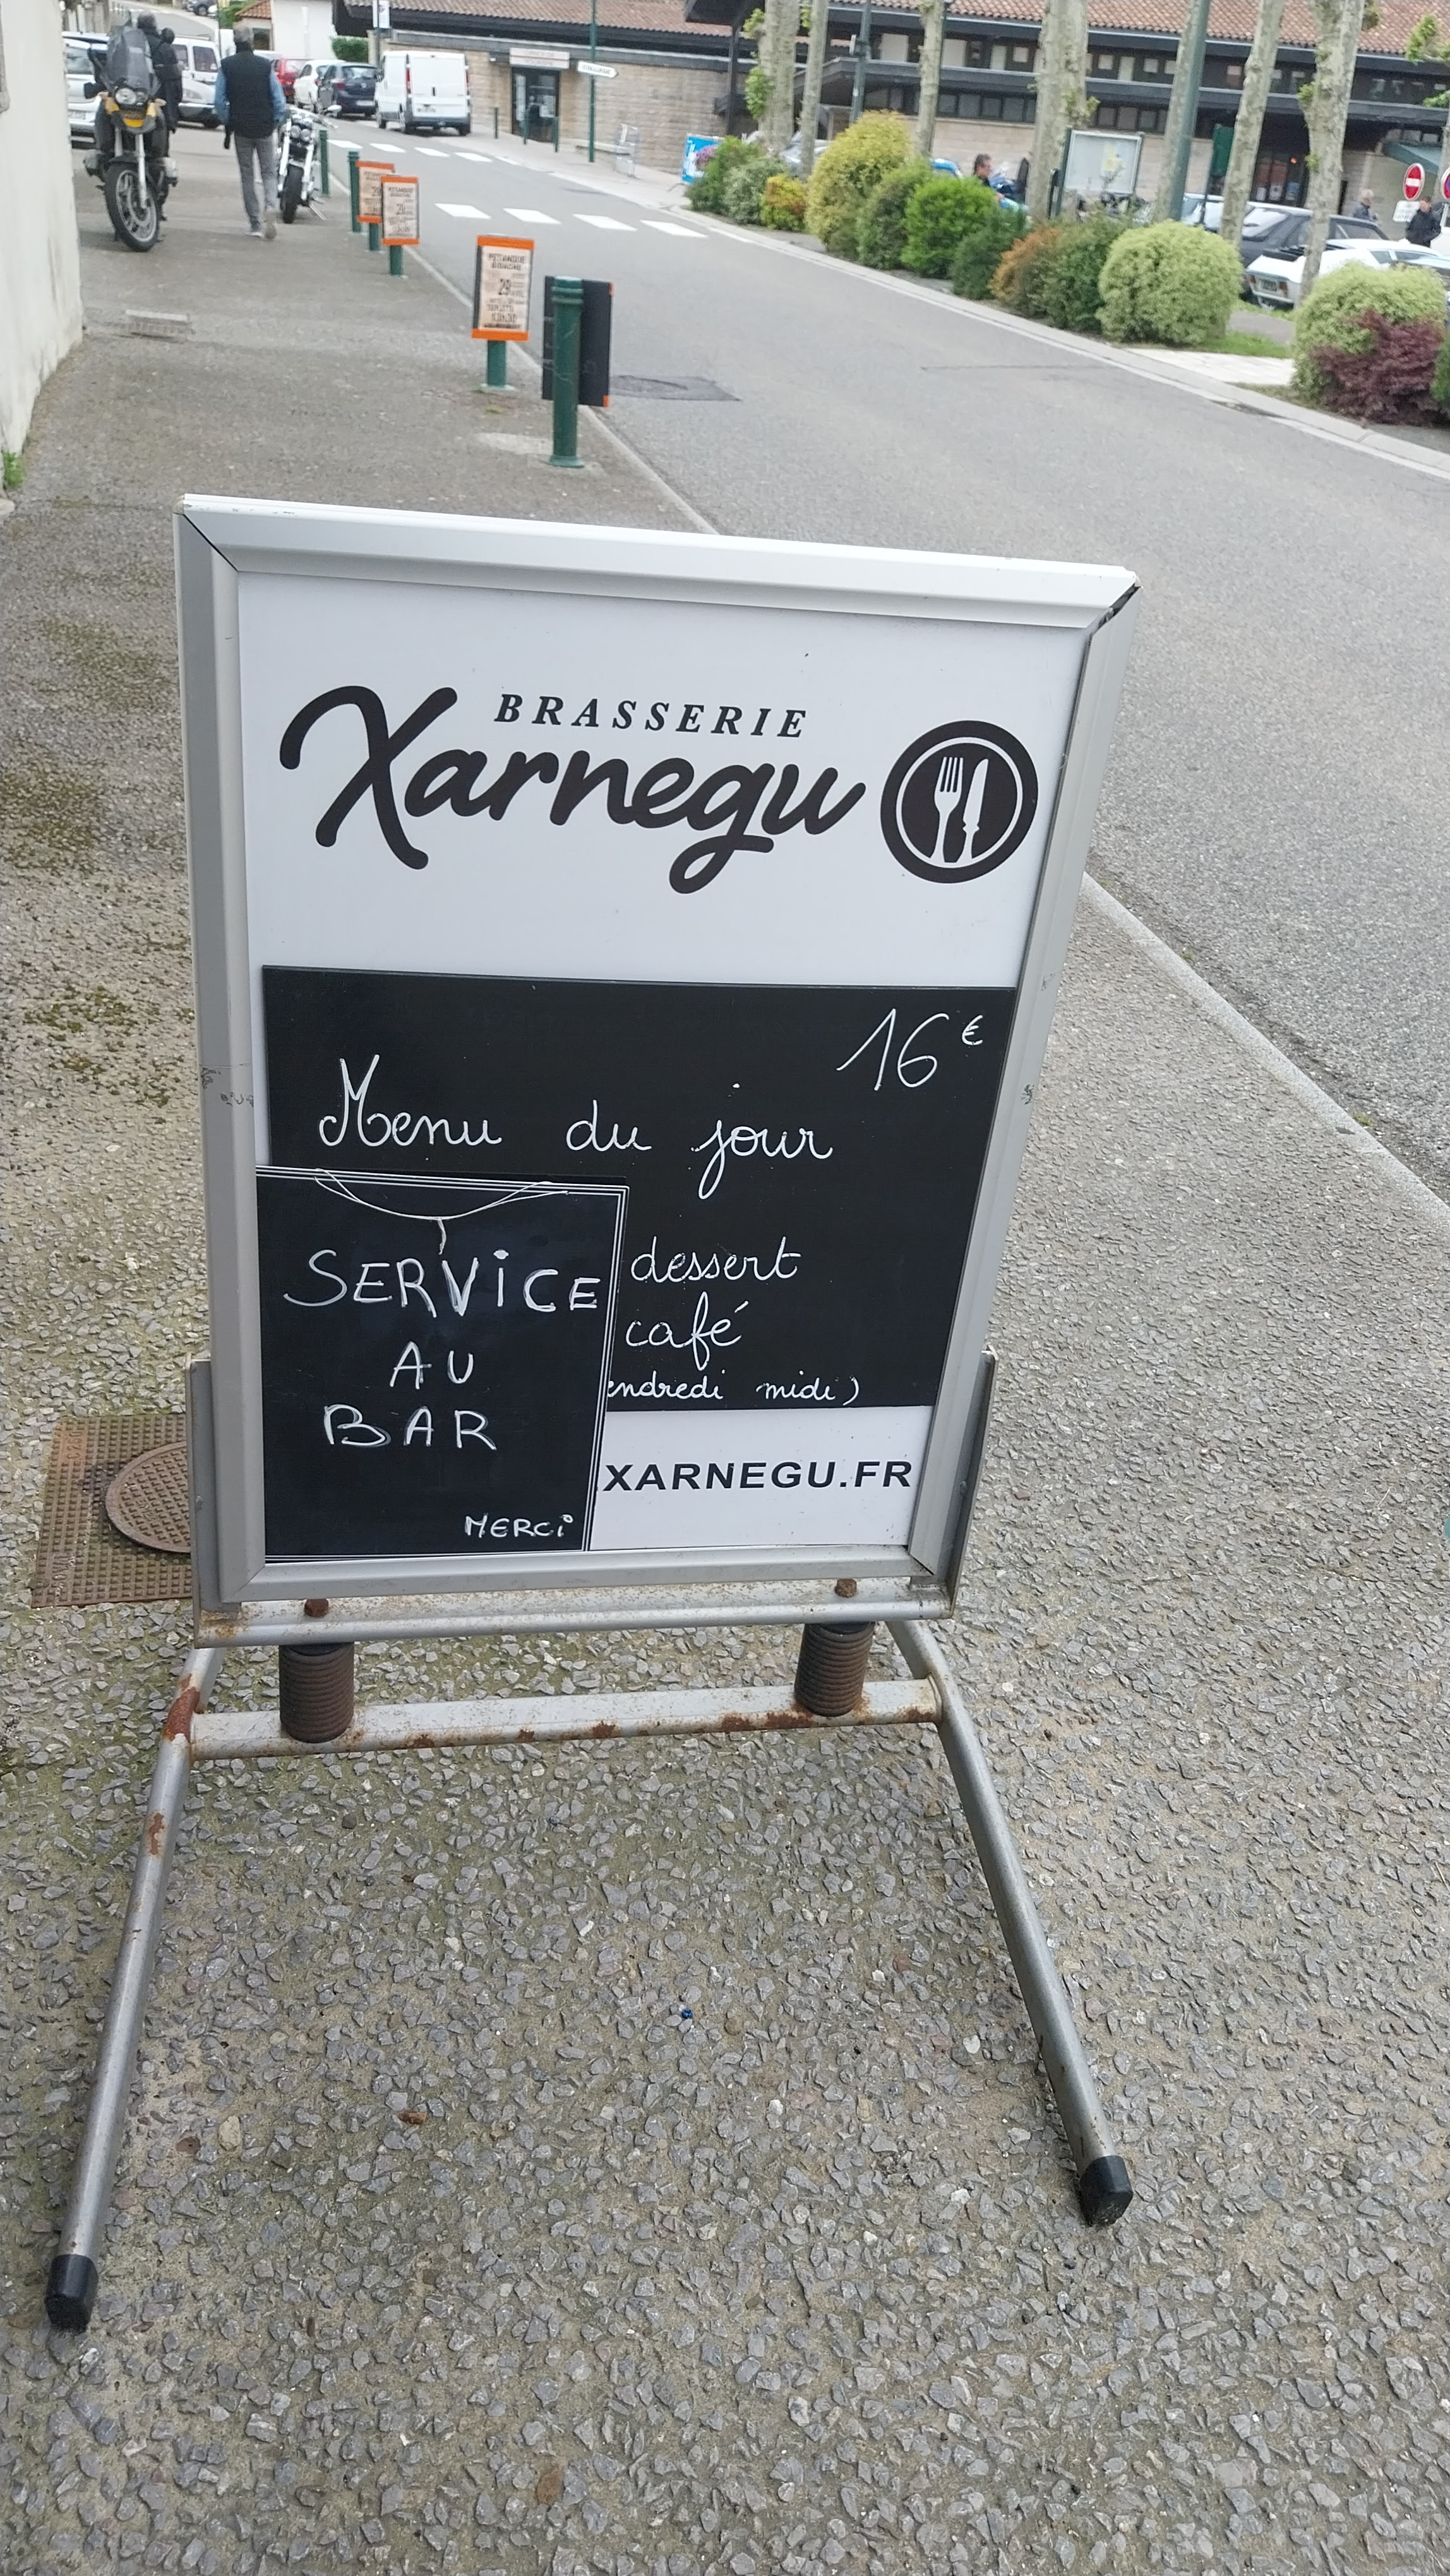 BRASSERIE
Xarnegu
16€
Menu du jour
dessert
café
endredi midi)
SERVICE
AU
BAR
MERCI
XARNEGU.FR